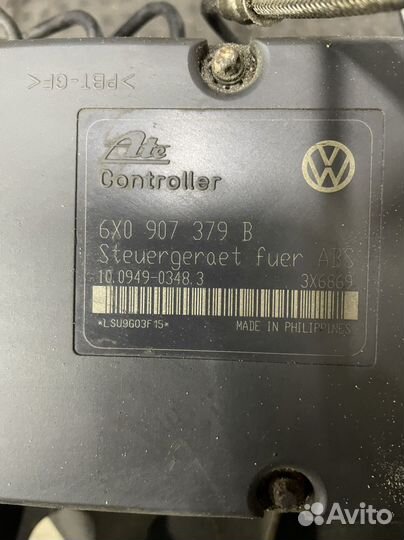 >PBT-GF<
Ate
Controller
6X0 907 379 B
Steuergeraet fuer ABS
10.0949-0348.3 3X6869
*LSU9G03F15*
MADE IN PHILIPPINES
Avito